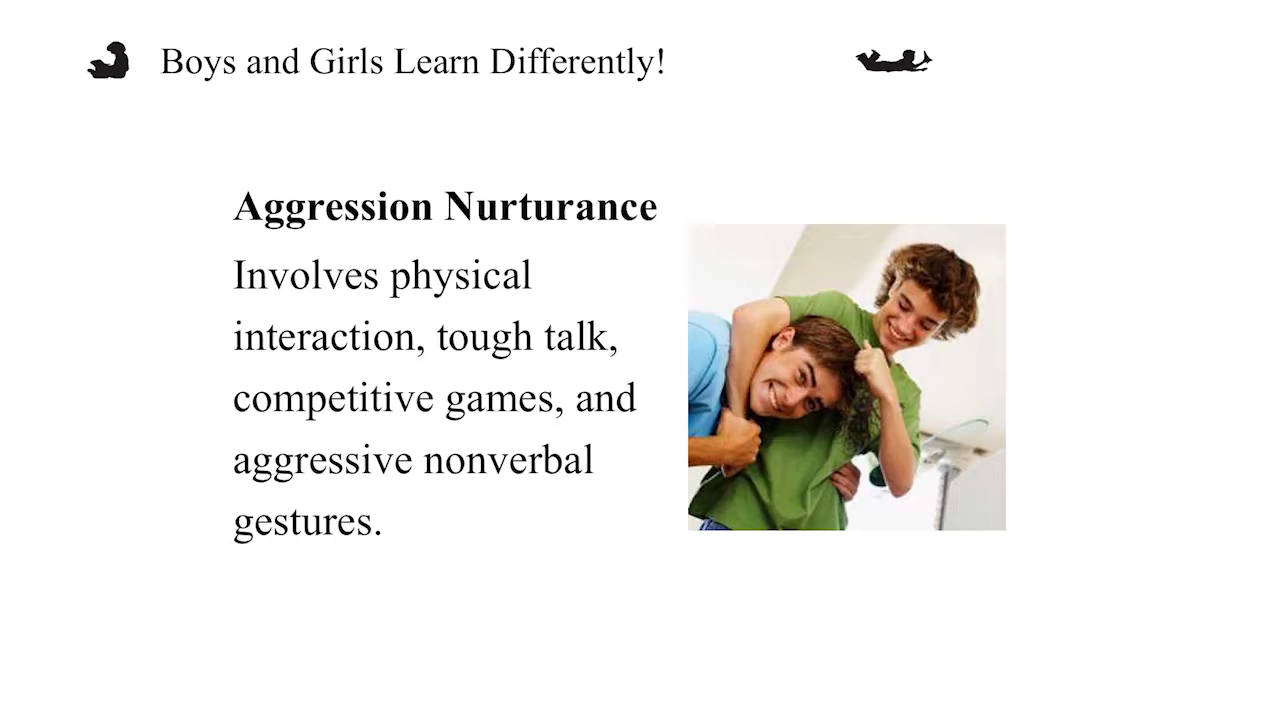 Boys and Girls Learn Differently!
Aggression Nurturance
Involves physical
interaction, tough talk,
competitive games, and
aggressive nonverbal
gestures.